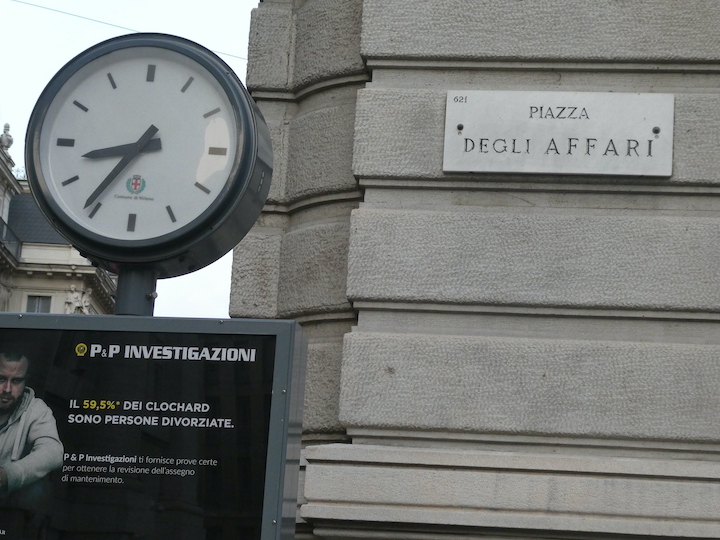 621
PIAZZA
DEGLI AFFARI
Comune di Milano
P&P INVESTIGAZIONI
IL 59,5%* DEI CLOCHARD
SONO PERSONE DIVORZIATE.
P & P Investigazioni ti fornisce prove certe
per ottenere la revisione dell'assegno
di mantenimento.